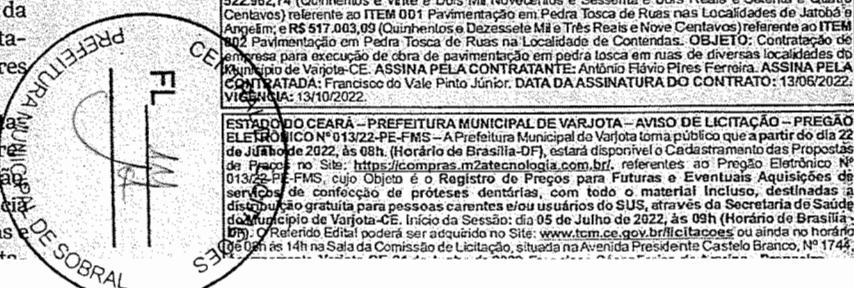 da
ta-
res
522.962,74 (Quinhentos e Vinte e Dois Mil Novecentos e Sessenta e Dois Reais e Setenta e Quatro
Centavos) referente ao ITEM 001 Pavimentação em Pedra Tosca de Ruas nas Localidades de Jatobá e
Angelim; e R$ 517.003,09 (Quinhentos e Dezessete Mil e Três Reais e Nove Centavos) referente ao ITEM
002 Pavimentação em Pedra Tosca de Ruas na Localidade de Contendas. OBJETO: Contratação de
empresa para execução de obra de pavimentação em pedra tosca em ruas de diversas localidades do
Município de Varjota-CE. ASSINA PELA CONTRATANTE: Antônio Flávio Pires Ferreira. ASSINA PELA
CONTRATADA: Francisco do Vale Pinto Júnior. DATA DA ASSINATURA DO CONTRATO: 13/06/2022.
VIGÊNCIA: 13/10/2022.
ESTADO DO CEARÁ – PREFEITURA MUNICIPAL DE VARJOTA – AVISO DE LICITAÇÃO – PREGÃO
ELETRÔNICO Nº 013/22-PE-FMS – A Prefeitura Municipal de Varjota torna público que a partir do dia 22
de Junho de 2022, às 08h. (Horário de Brasília-DF), estará disponível o Cadastramento das Propostas
de Preços no Site: https://compras.m2atecnologia.com.br/, referentes ao Pregão Eletrônico Nº
013/22-PE-FMS, cujo Objeto é o Registro de Preços para Futuras e Eventuais Aquisições de
serviços de confecção de próteses dentárias, com todo o material Incluso, destinadas a
distribuição gratuita para pessoas carentes e/ou usuários do SUS, através da Secretaria de Saúde
do Município de Varjota-CE. Início da Sessão: dia 05 de Julho de 2022, às 09h (Horário de Brasília -
DF). O Referido Edital poderá ser adquirido no Site: www.tcm.ce.gov.br/licitacoes ou ainda no horário
de 08h às 14h na Sala da Comissão de Licitação, situada na Avenida Presidente Castelo Branco, Nº 1744,
PREFEITURA MUNICIPAL DE SOBRAL
FL